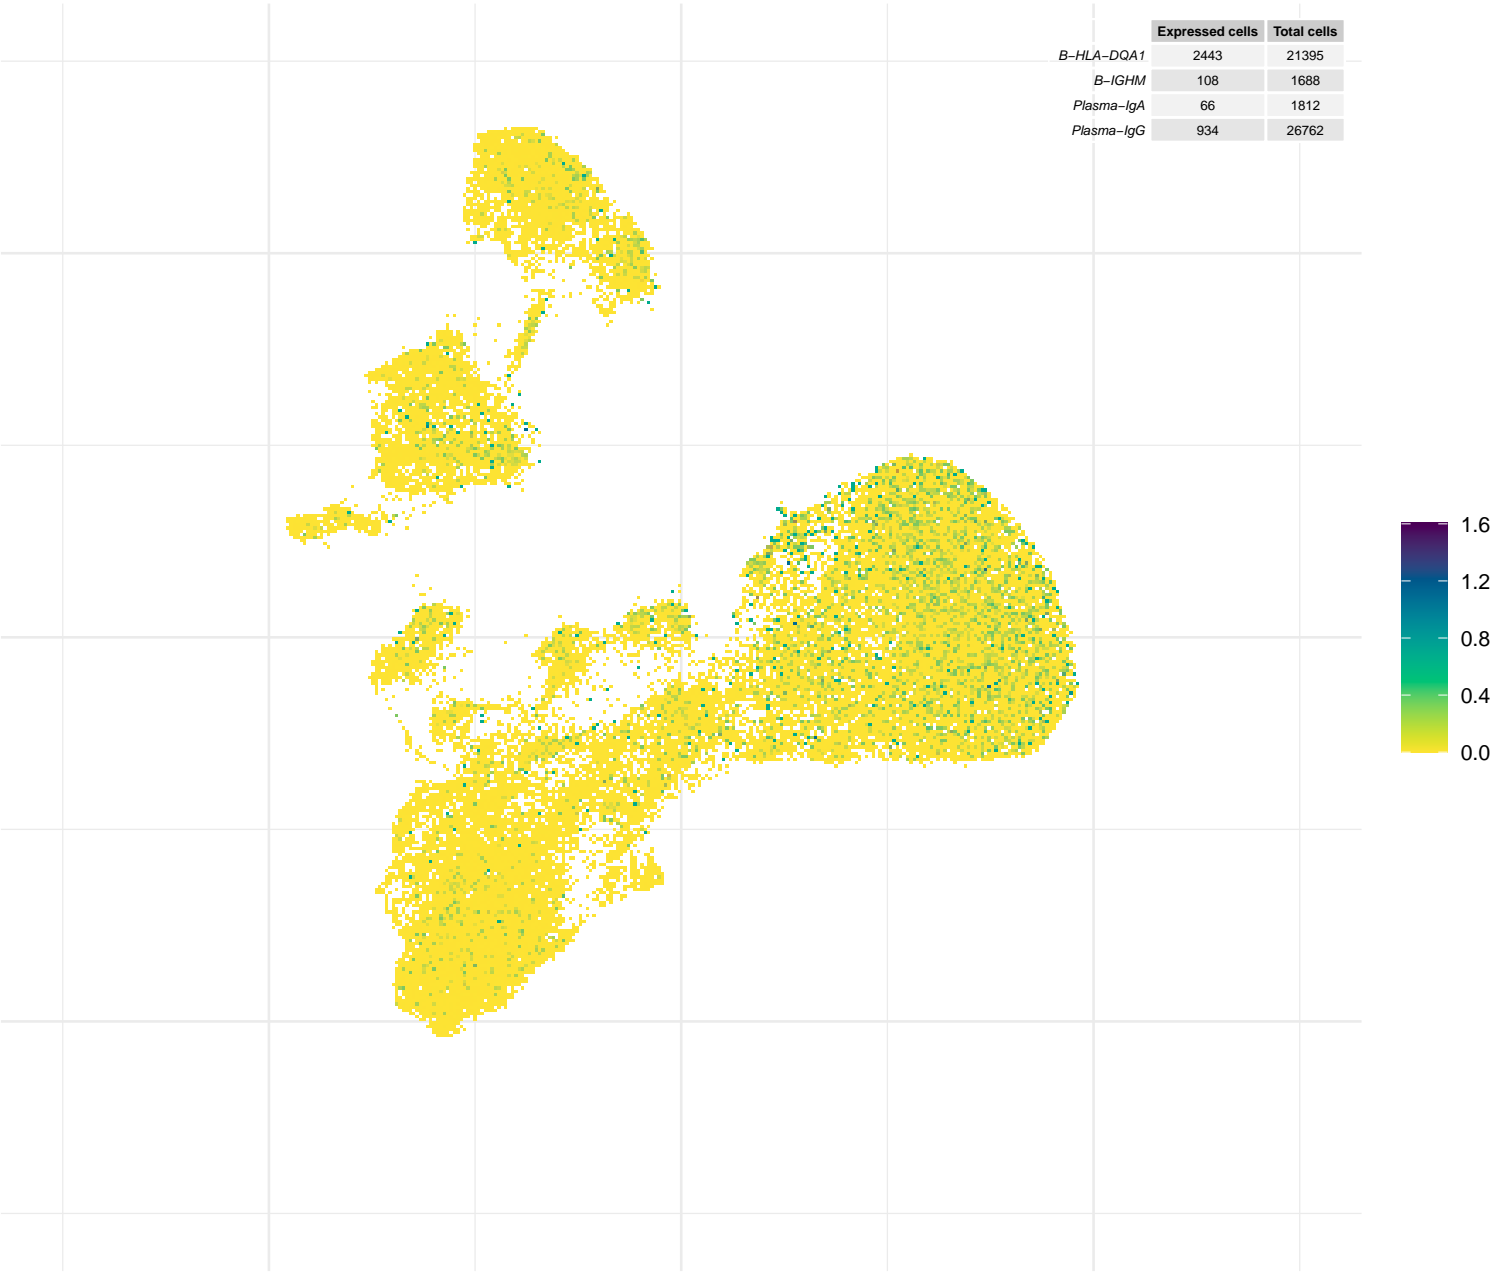 Expressed cells Total cells
B−HLA−DQA1 2443 21395
B−IGHM 108 1688
Plasma−IgA 66 1812
Plasma−IgG 934 26762
1.6
1.2
0.8
0.4
0.0